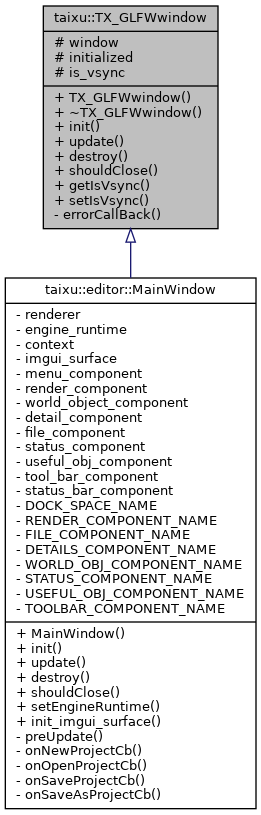 taixu::TX_GLFWwindow
# window
# initialized
# is_vsync
+ TX_GLFWwindow()
+ ~TX_GLFWwindow()
+ init()
+ update()
+ destroy()
+ shouldClose()
+ getIsVsync()
+ setIsVsync()
- errorCallBack()
taixu::editor::MainWindow
- renderer
- engine_runtime
- context
- imgui_surface
- menu_component
- render_component
- world_object_component
- detail_component
- file_component
- status_component
- useful_obj_component
- tool_bar_component
- status_bar_component
- DOCK_SPACE_NAME
- RENDER_COMPONENT_NAME
- FILE_COMPONENT_NAME
- DETAILS_COMPONENT_NAME
- WORLD_OBJ_COMPONENT_NAME
- STATUS_COMPONENT_NAME
- USEFUL_OBJ_COMPONENT_NAME
- TOOLBAR_COMPONENT_NAME
+ MainWindow()
+ init()
+ update()
+ destroy()
+ shouldClose()
+ setEngineRuntime()
+ init_imgui_surface()
- preUpdate()
- onNewProjectCb()
- onOpenProjectCb()
- onSaveProjectCb()
- onSaveAsProjectCb()